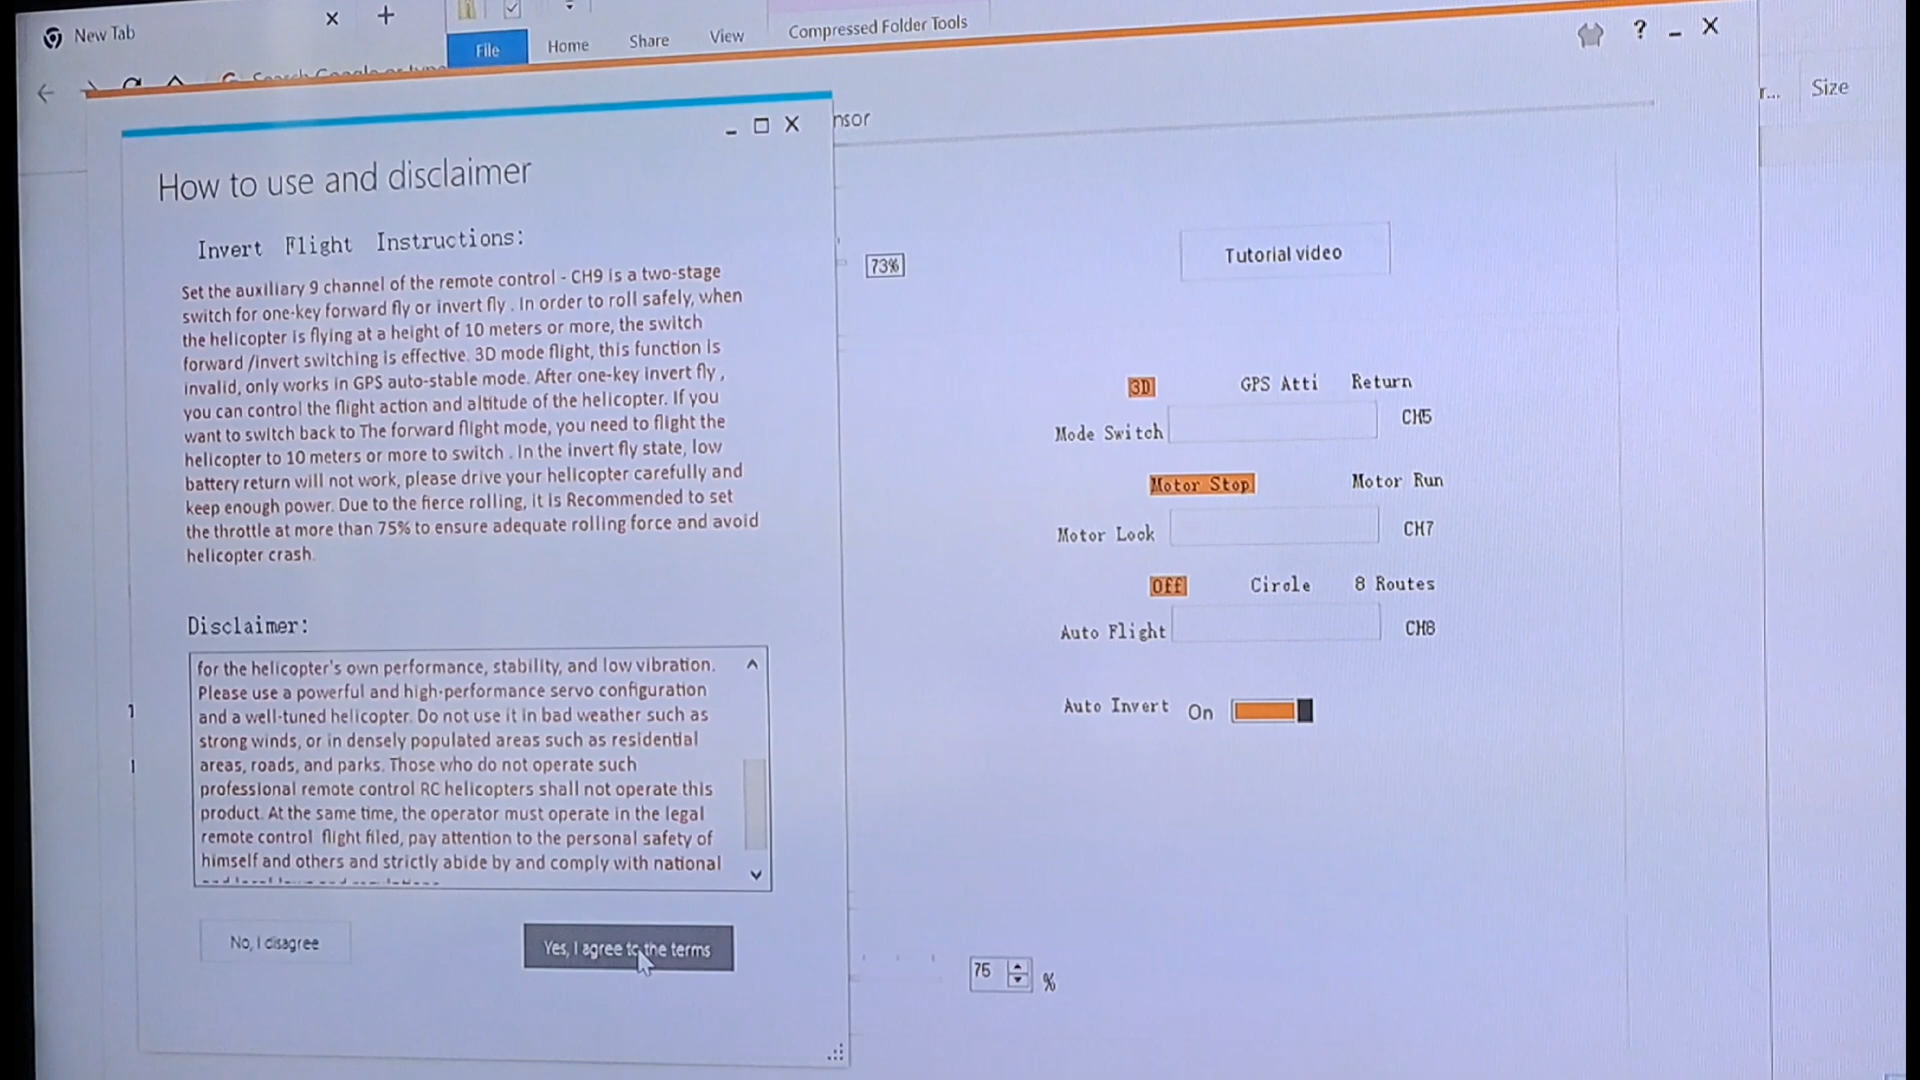 New Tab
File
Home
Share
View
Compressed Folder Tools
?
Size
nsor
How to use and disclaimer
Invert Flight Instructions:
Set the auxiliary 9 channel of the remote control - CH9 is a two-stage
switch for one-key forward fly or invert fly . In order to roll safely, when
the helicopter is flying at a height of 10 meters or more, the switch
forward /invert switching is effective. 3D mode flight, this function is
invalid, only works in GPS auto-stable mode. After one-key invert fly ,
you can control the flight action and altitude of the helicopter. If you
want to switch back to The forward flight mode, you need to flight the
helicopter to 10 meters or more to switch . In the invert fly state, low
battery return will not work, please drive your helicopter carefully and
keep enough power. Due to the fierce rolling, it is Recommended to set
the throttle at more than 75% to ensure adequate rolling force and avoid
helicopter crash.
Disclaimer:
for the helicopter's own performance, stability, and low vibration.
Please use a powerful and high-performance servo configuration
and a well-tuned helicopter. Do not use it in bad weather such as
strong winds, or in densely populated areas such as residential
areas, roads, and parks. Those who do not operate such
professional remote control RC helicopters shall not operate this
product. At the same time, the operator must operate in the legal
remote control flight filed, pay attention to the personal safety of
himself and others and strictly abide by and comply with national
No, I disagree
Yes, I agree to the terms
73%
Tutorial video
3D GPS Atti Return
Mode Switch CH5
Motor Stop Motor Run
Motor Lock CH7
Off Circle 8 Routes
Auto Flight CH8
Auto Invert On
75 %